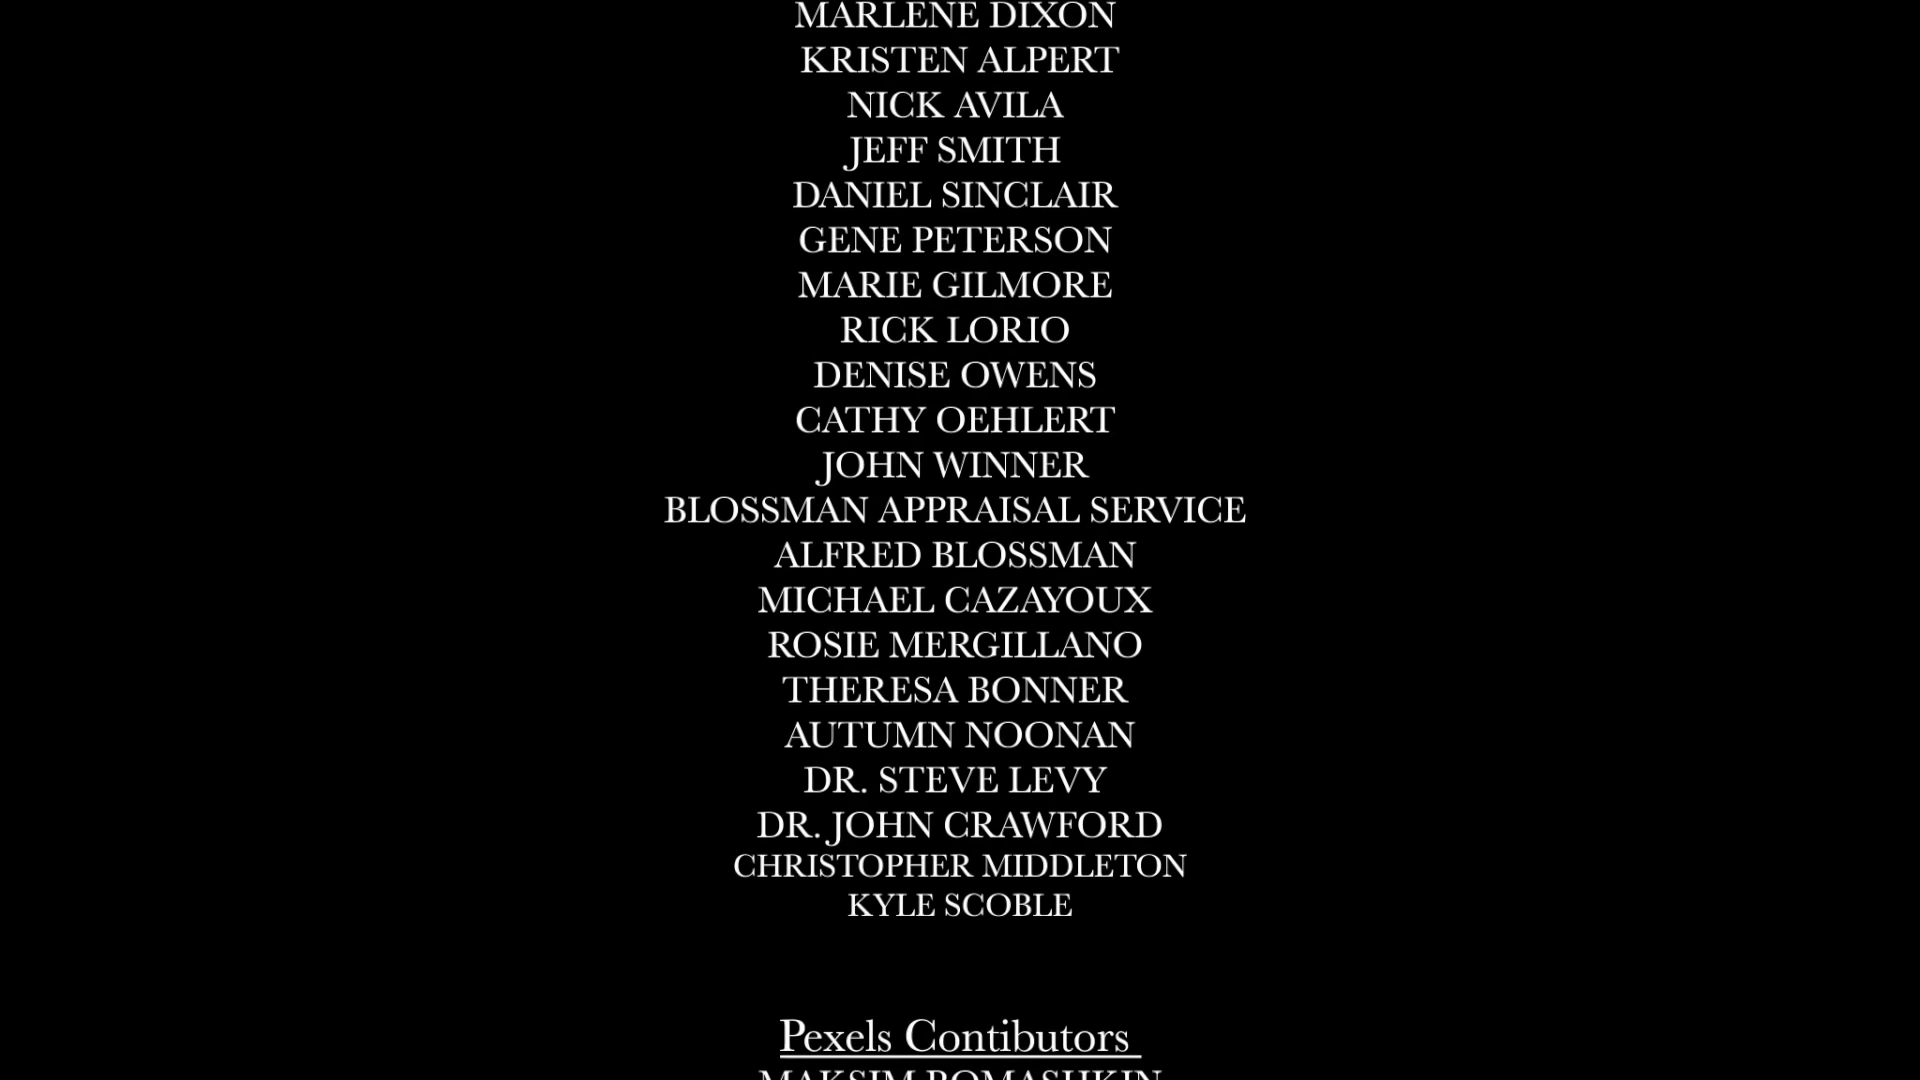 MARLENE DIXON
KRISTEN ALPERT
NICK AVILA
JEFF SMITH
DANIEL SINCLAIR
GENE PETERSON
MARIE GILMORE
RICK LORIO
DENISE OWENS
CATHY OEHLERT
JOHN WINNER
BLOSSMAN APPRAISAL SERVICE
ALFRED BLOSSMAN
MICHAEL CAZAYOUX
ROSIE MERGILLANO
THERESA BONNER
AUTUMN NOONAN
DR. STEVE LEVY
DR. JOHN CRAWFORD
CHRISTOPHER MIDDLETON
KYLE SCOBLE
Pexels Contibutors
MAKSIM ROMASHKIN